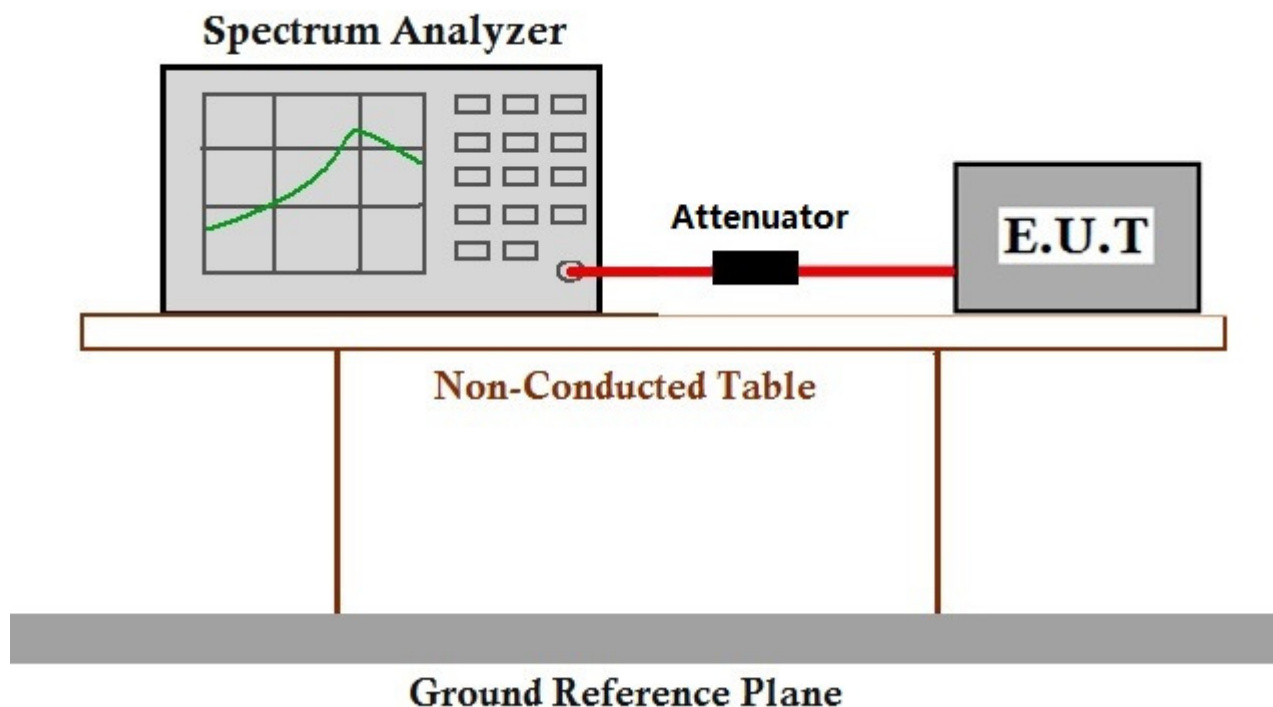 Spectrum Analyzer
Attenuator
E.U.T
Non-Conducted Table
Ground Reference Plane